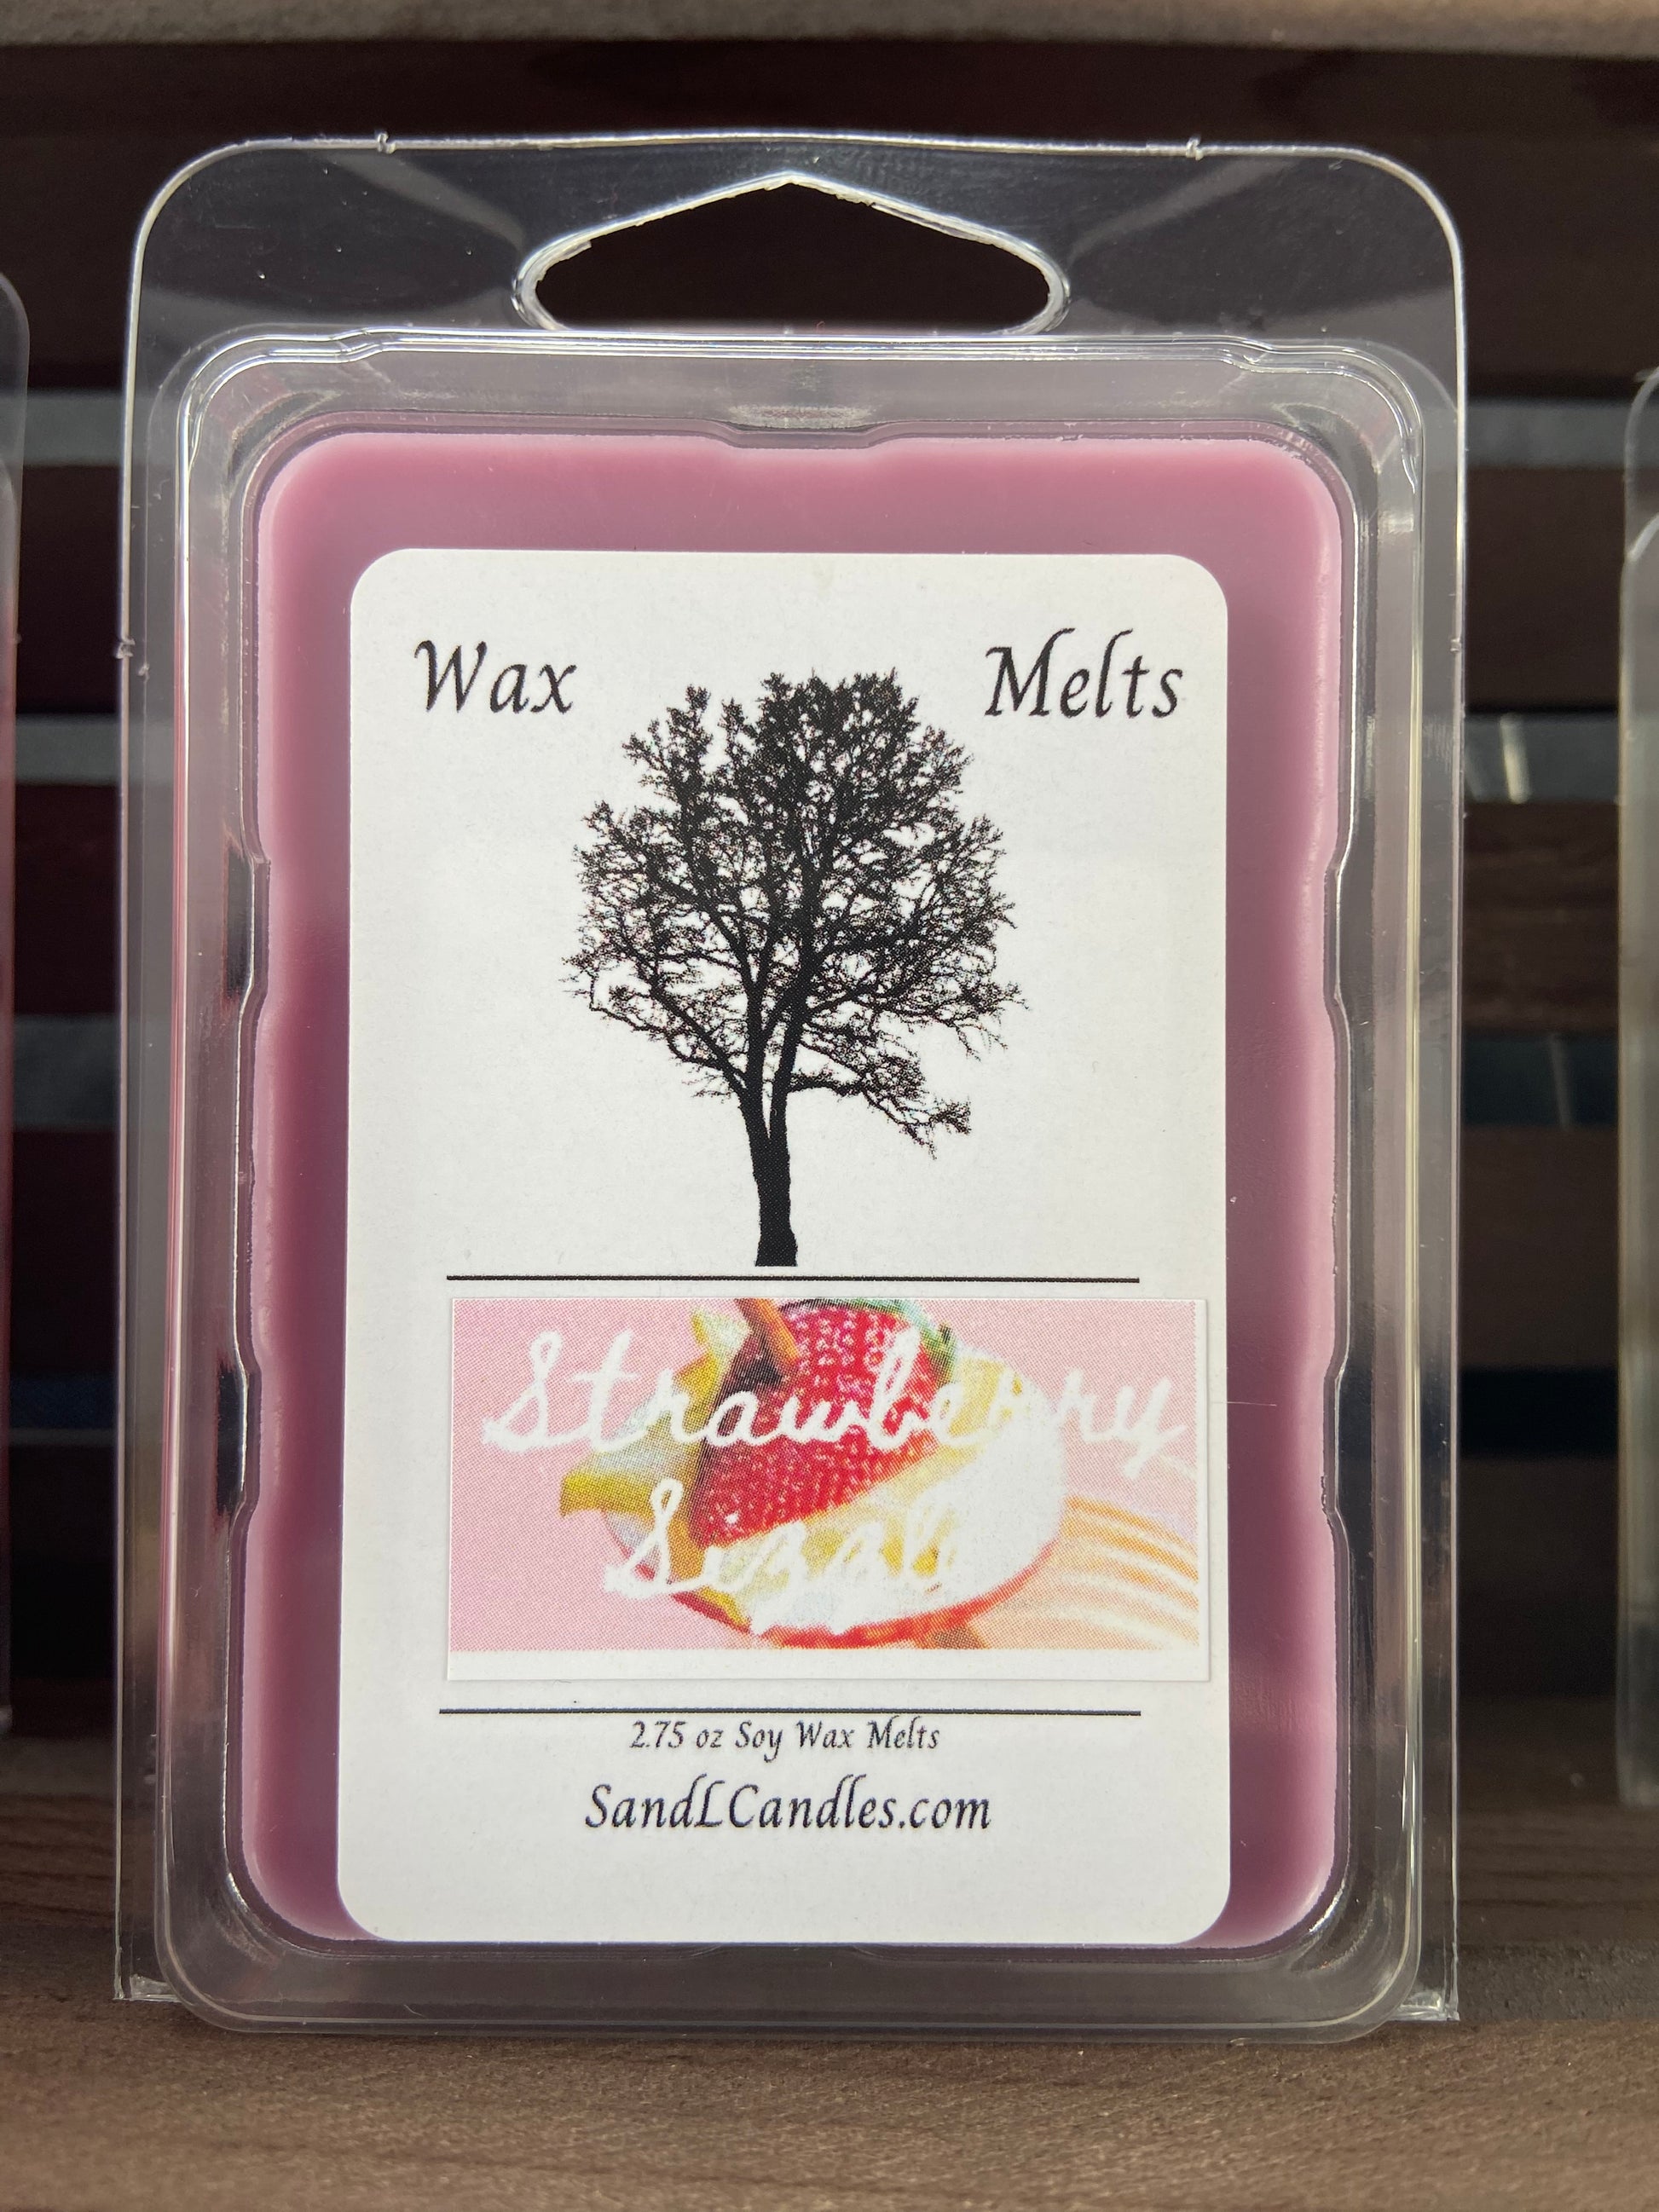 Wax Melts
Strawberry
2.75 oz Soy Wax Melts
SandLCandles.com